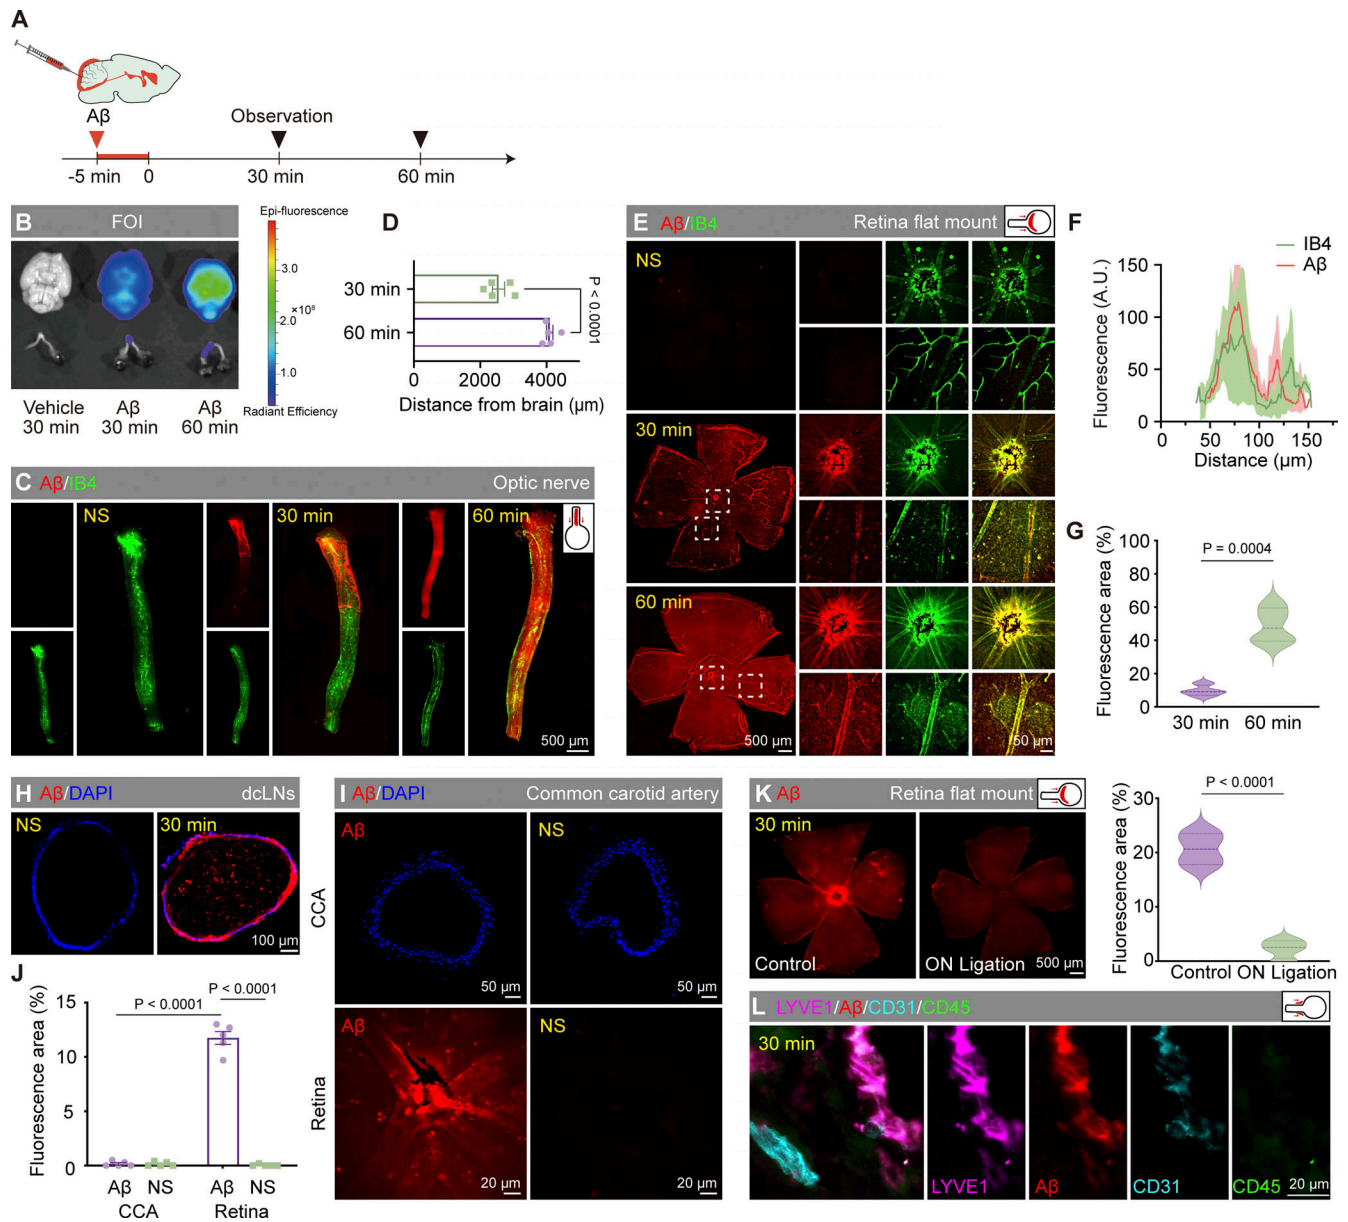 A
Aβ
Observation
-5 min
0
30 min
60 min
B
FOI
Epi-fluorescence
3.0
×10⁸
2.0
1.0
Radiant Efficiency
Vehicle
30 min
Aβ
30 min
Aβ
60 min
D
30 min
60 min
P < 0.0001
0
2000
4000
Distance from brain (µm)
C Aβ/IB4
Optic nerve
NS
30 min
60 min
500 µm
E Aβ/IB4
Retina flat mount
NS
30 min
60 min
500 µm
50 µm
F
IB4
Aβ
Fluorescence (A.U.)
150
100
50
0
0
50
100
150
Distance (µm)
G
Fluorescence area (%)
100
80
60
40
20
0
P = 0.0004
30 min
60 min
H Aβ/DAPI
dcLNs
NS
30 min
100 µm
I Aβ/DAPI
Common carotid artery
Aβ
NS
CCA
50 µm
50 µm
Aβ
NS
Retina
20 µm
20 µm
J
Fluorescence area (%)
15
10
5
0
P < 0.0001
P < 0.0001
Aβ
NS
Aβ
NS
CCA
Retina
K Aβ
Retina flat mount
30 min
Control
ON Ligation
500 µm
Fluorescence area (%)
30
20
10
0
P < 0.0001
Control ON Ligation
L LYVE1/Aβ/CD31/CD45
30 min
LYVE1
Aβ
CD31
CD45
20 µm